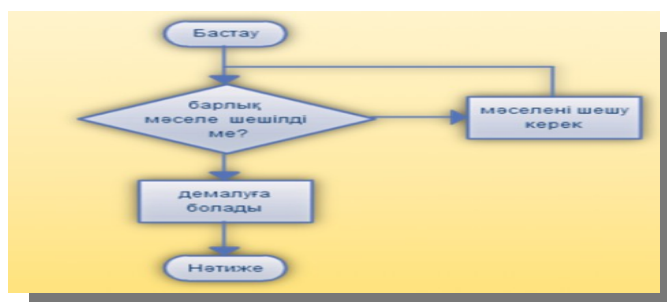 Бастау
барлық
мәселе шешілді
ме?
мәселені шешу
керек
демалуға
болады
Нәтиже